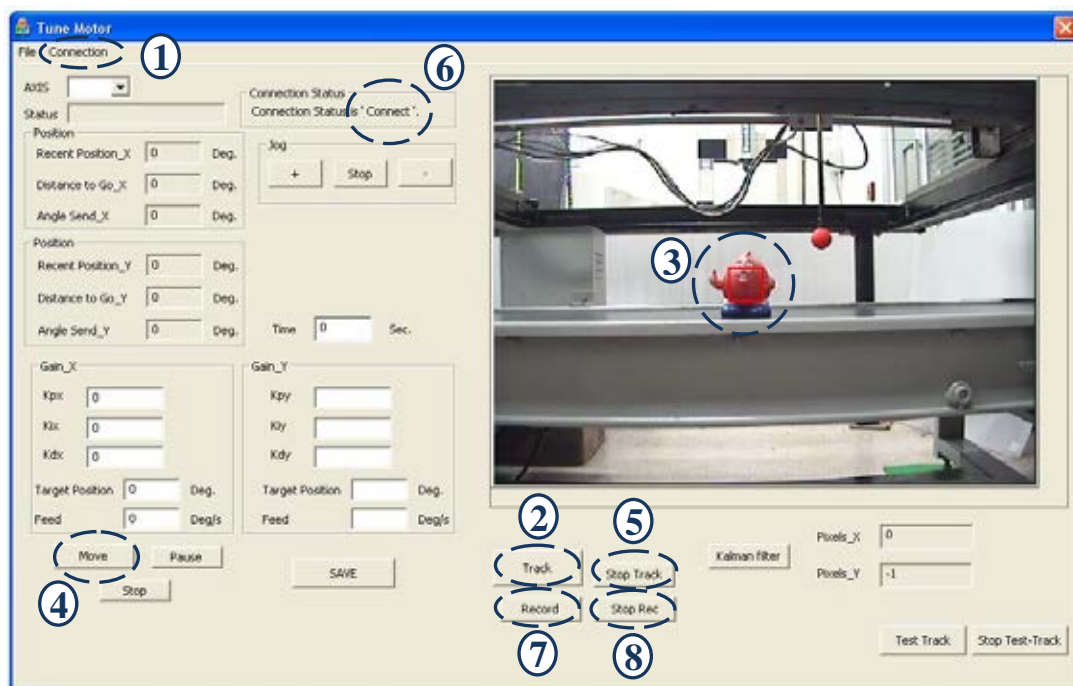 Tune Motor
File Connection
1
6
AXIS
Status
Connection Status
Connection Status is ' Connect '.
Position
Recent Position_X 0 Deg.
Distance to Go_X 0 Deg.
Angle Send_X 0 Deg.
Jog
+ Stop -
Position
Recent Position_Y 0 Deg.
Distance to Go_Y 0 Deg.
Angle Send_Y 0 Deg.
Time 0 Sec.
3
Gain_X
Kpx 0
KIx 0
Kdx 0
Target Position 0 Deg.
Feed 0 Deg/s
Gain_Y
Kpy
KIy
Kdy
Target Position Deg.
Feed Deg/s
Move Pause
Stop
4
SAVE
2
5
Track Stop Track
Record Stop Rec
7
8
Kalman filter
Pixels_X 0
Pixels_Y -1
Test Track Stop Test-Track